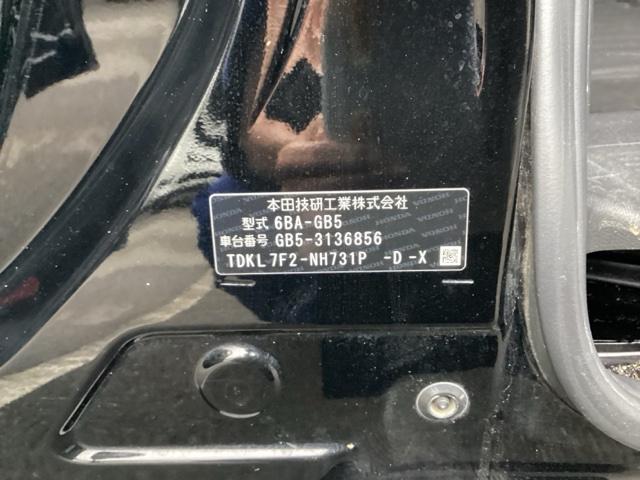 本田技研工業株式会社
型式 6BA-GB5
車台番号 GB5-3136856
TDKL 7F2-NH731P -D-X